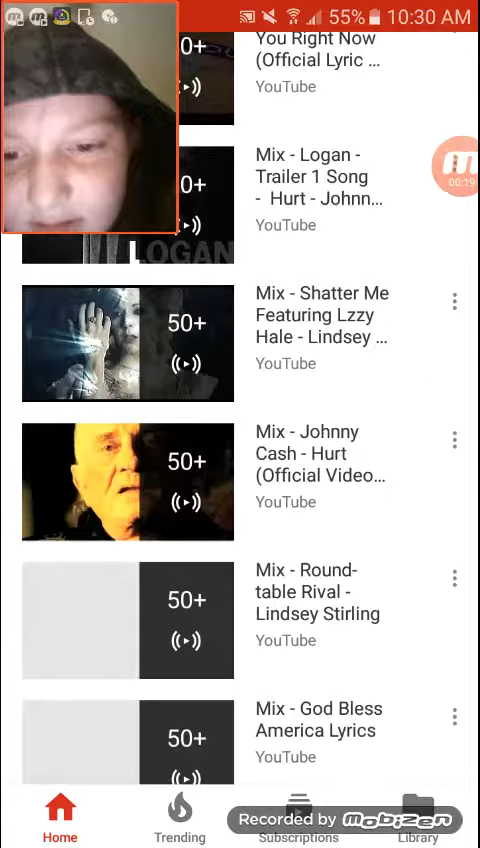 55% 10:30 AM
0+
You Right Now
(Official Lyric ...
YouTube
0+
Mix - Logan -
Trailer 1 Song
- Hurt - Johnn...
YouTube
LOGAN
00:19
50+
Mix - Shatter Me
Featuring Lzzy
Hale - Lindsey ...
YouTube
50+
Mix - Johnny
Cash - Hurt
(Official Video...
YouTube
50+
Mix - Round-
table Rival -
Lindsey Stirling
YouTube
50+
Mix - God Bless
America Lyrics
YouTube
Recorded by mobizen
Home Trending Subscriptions Library